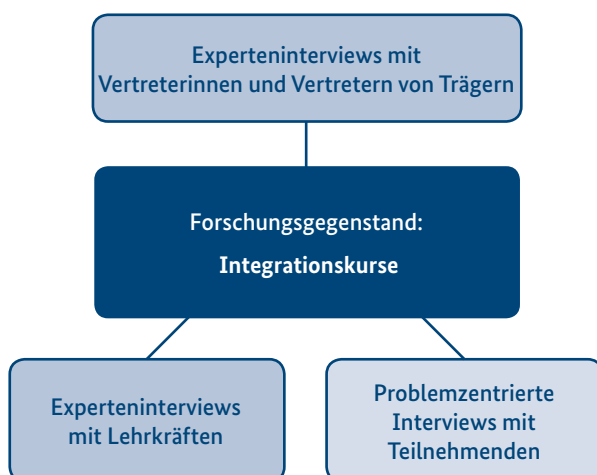 Experteninterviews mit
Vertreterinnen und Vertretern von Trägern
Forschungsgegenstand:
Integrationskurse
Experteninterviews
mit Lehrkräften
Problemzentrierte
Interviews mit
Teilnehmenden